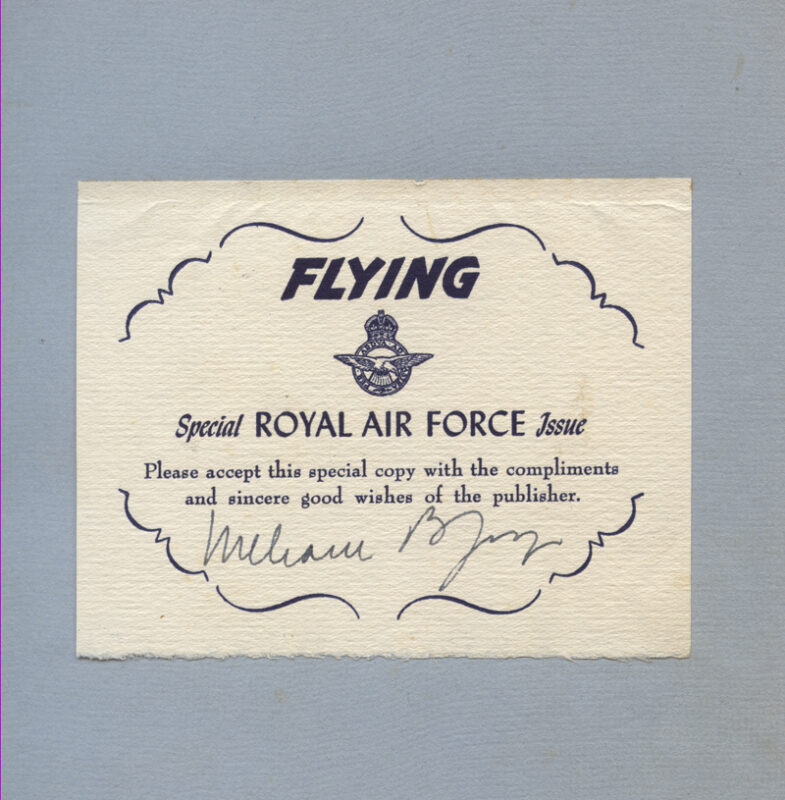 FLYING
Special ROYAL AIR FORCE Issue
Please accept this special copy with the compliments
and sincere good wishes of the publisher.
William B